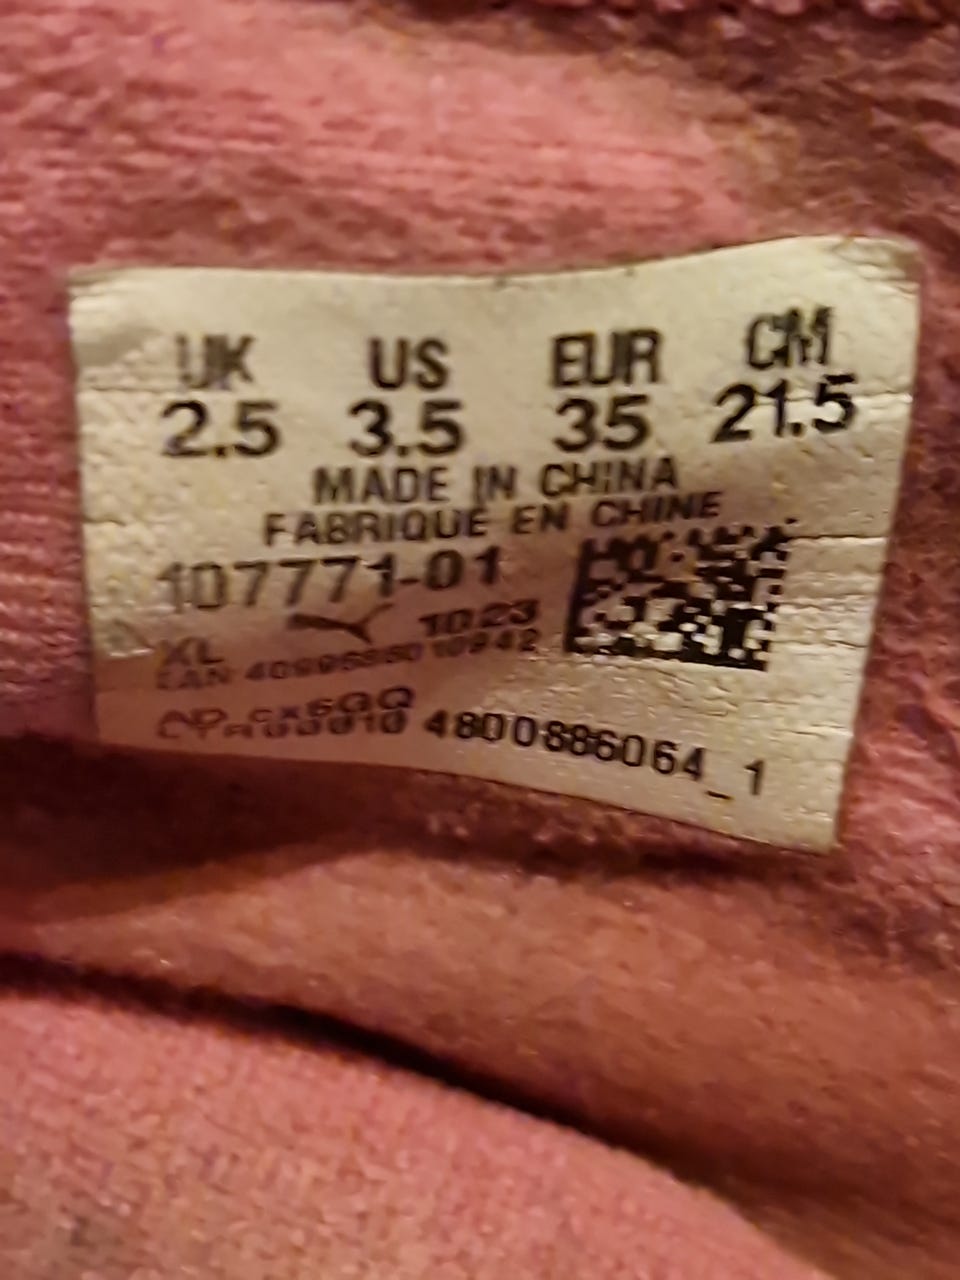 UK US EUR CM
2.5 3.5 35 21.5
MADE IN CHINA
FABRIQUE EN CHINE
107771-01
XL 10.23
EAN
4800886064_1